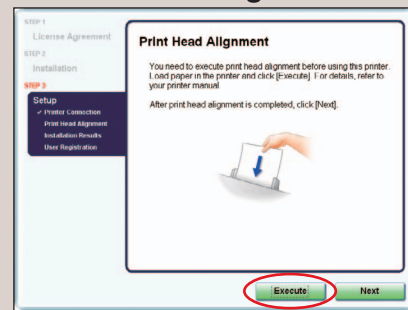 STEP 1
License Agreement
STEP 2
Installation
STEP 3
Setup
✓ Printer Connection
Print Head Alignment
Installation Results
User Registration
Print Head Alignment
You need to execute print head alignment before using this printer.
Load paper in the printer and click [Execute]. For details, refer to
your printer manual.
After print head alignment is completed, click [Next].
Execute
Next